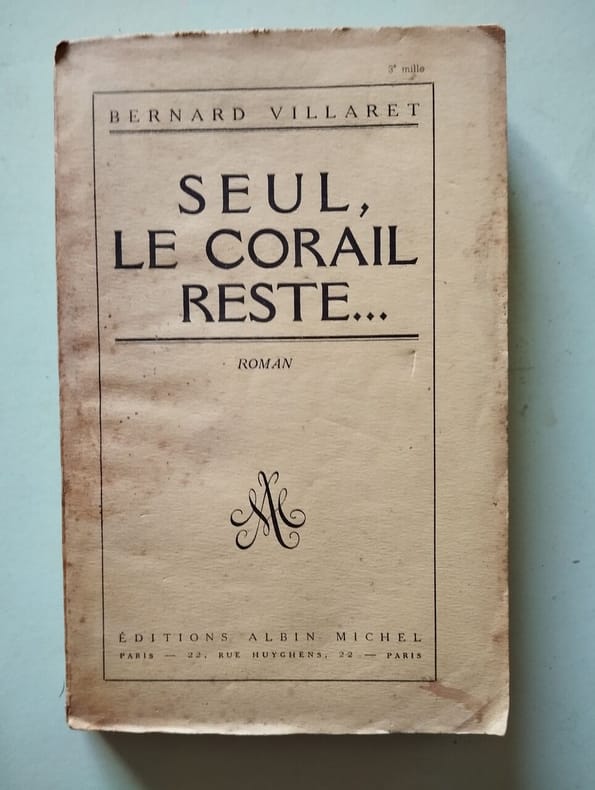 3e mille
BERNARD VILLARET
SEUL,
LE CORAIL
RESTE...
ROMAN
AM
ÉDITIONS ALBIN MICHEL
PARIS — 22, RUE HUYGHENS, 22 — PARIS